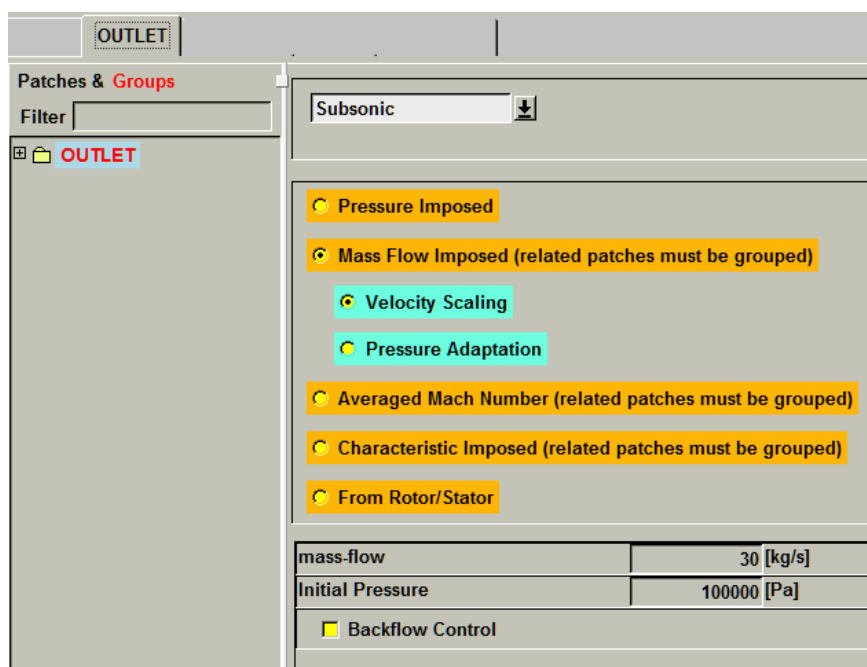 OUTLET
Patches & Groups
Filter
OUTLET
Subsonic
Pressure Imposed
Mass Flow Imposed (related patches must be grouped)
Velocity Scaling
Pressure Adaptation
Averaged Mach Number (related patches must be grouped)
Characteristic Imposed (related patches must be grouped)
From Rotor/Stator
mass-flow 30 [kg/s]
Initial Pressure 100000 [Pa]
Backflow Control